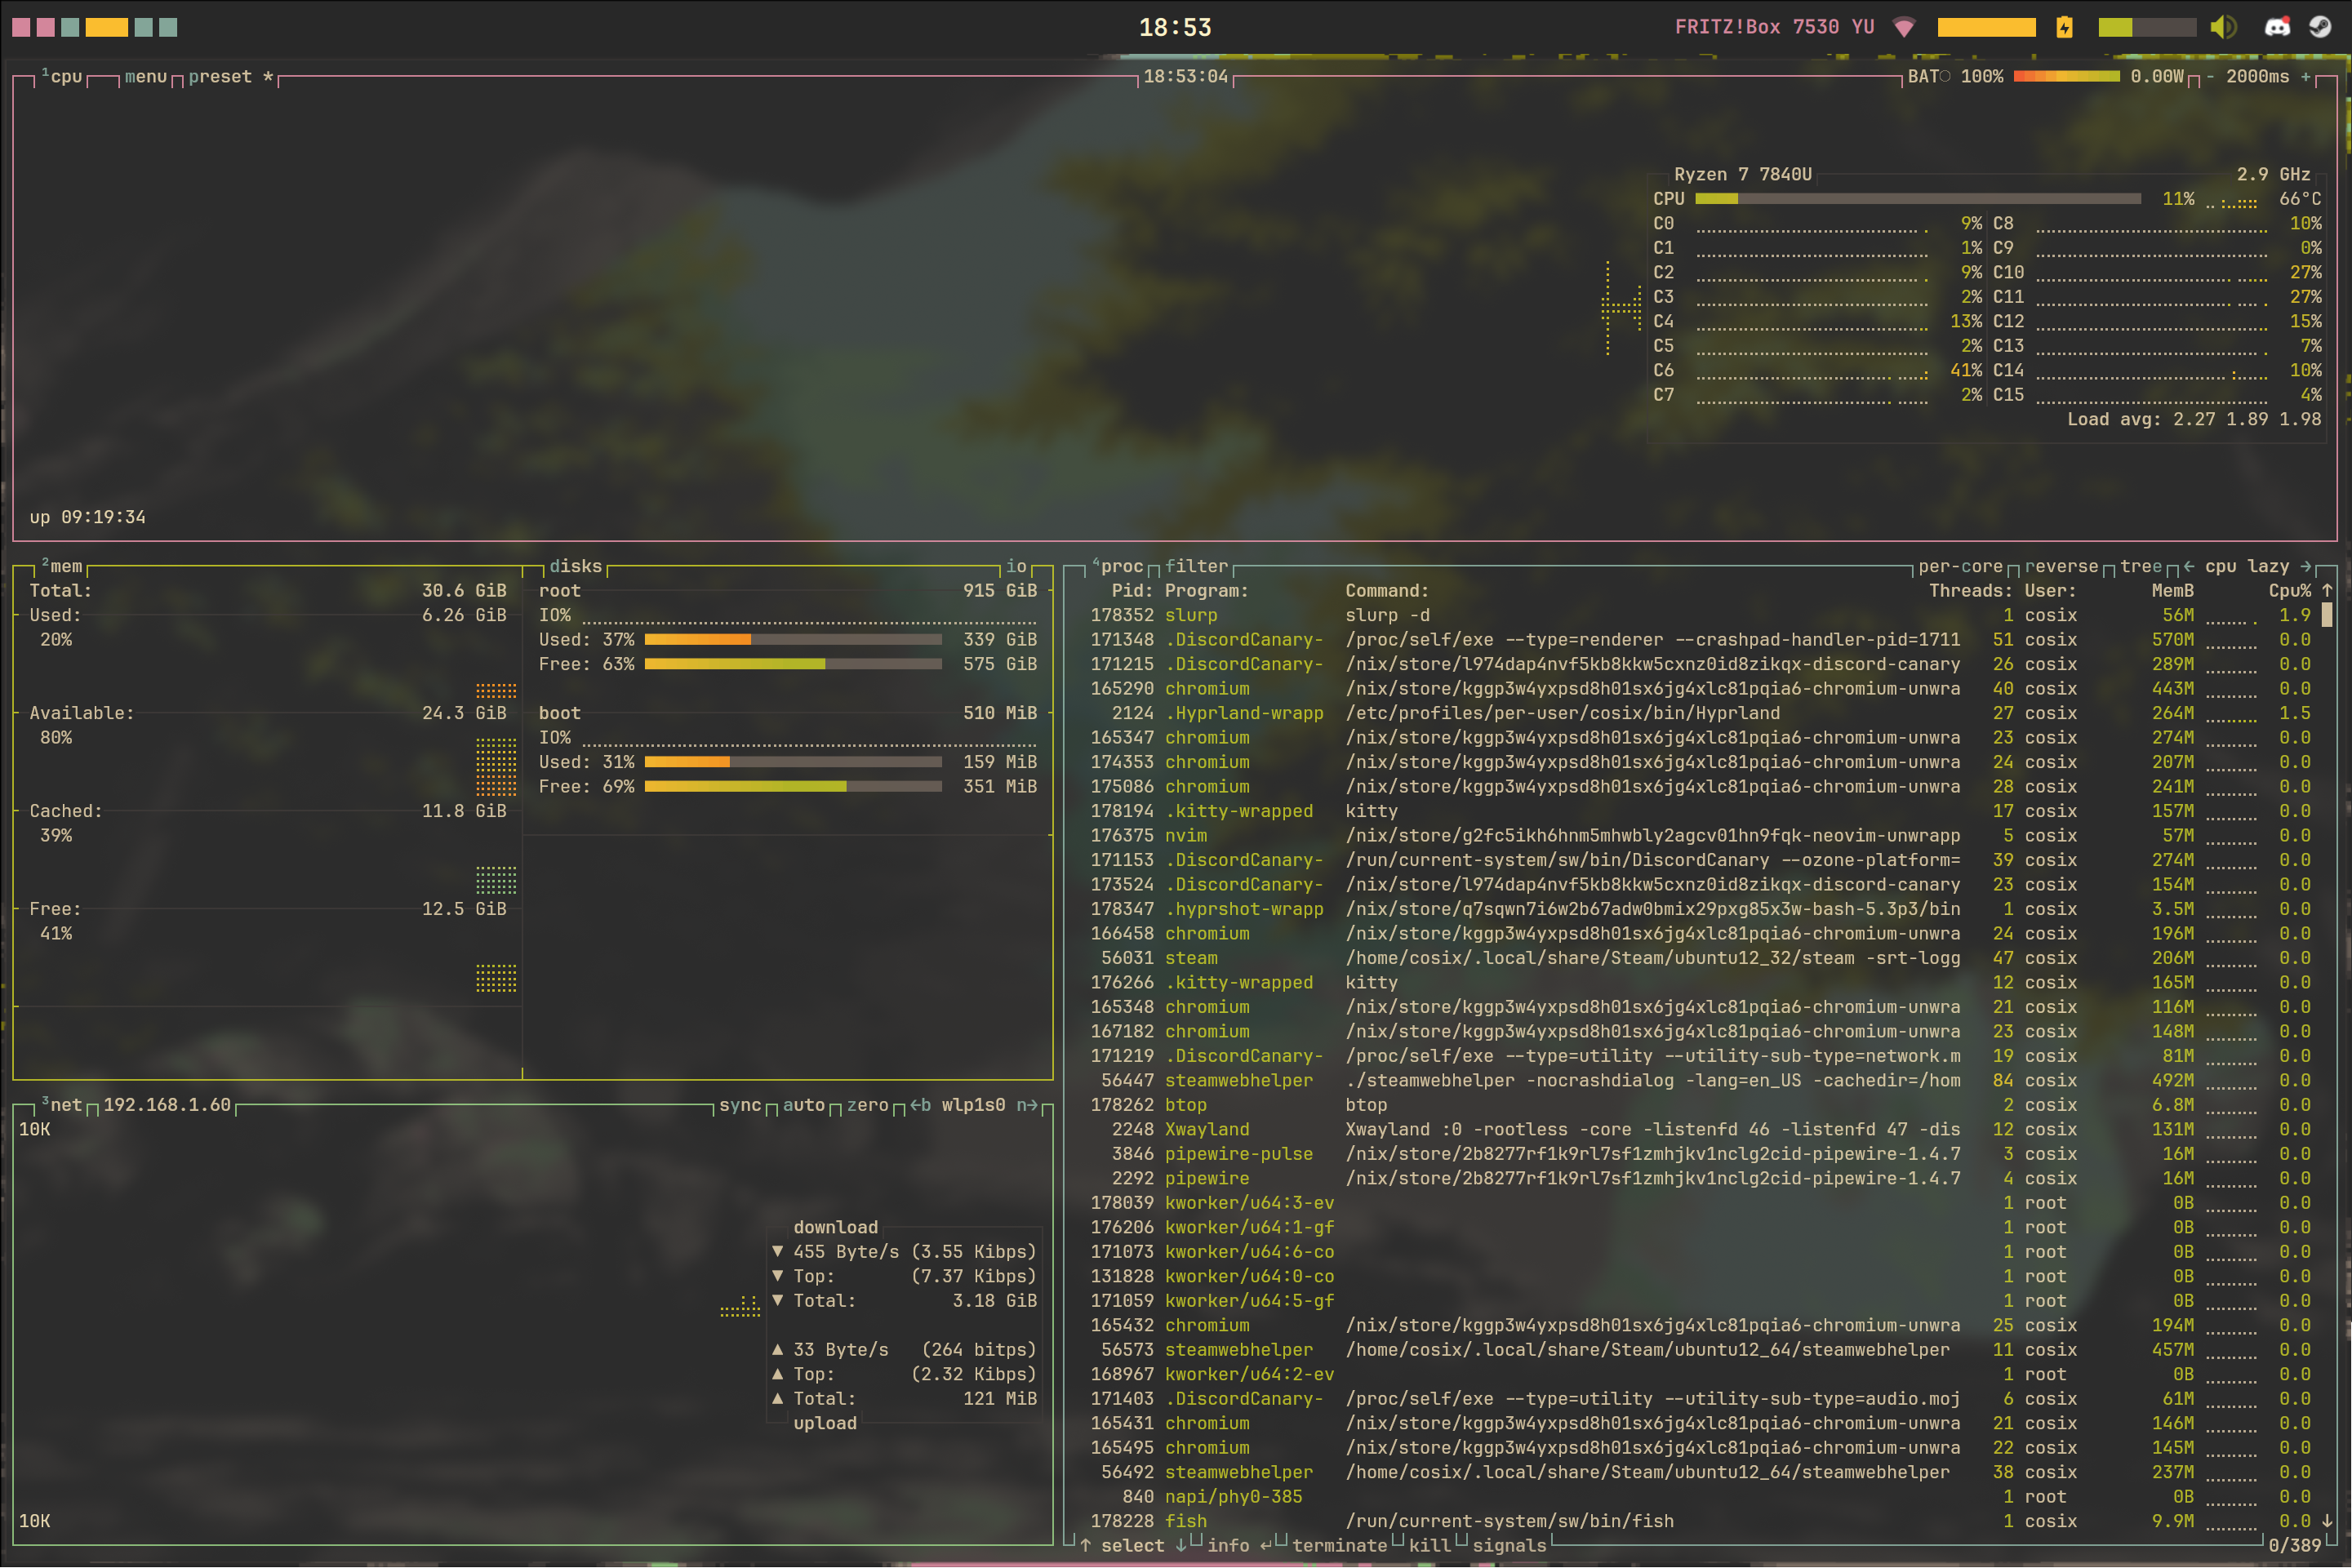 18:53 FRITZ!Box 7530 YU
¹cpu menu preset * 18:53:04 BAT 100% 0.00W - 2000ms +
Ryzen 7 7840U 2.9 GHz
CPU 11% 66°C
C0 9% C8 10%
C1 1% C9 0%
C2 9% C10 27%
C3 2% C11 27%
C4 13% C12 15%
C5 2% C13 7%
C6 41% C14 10%
C7 2% C15 4%
Load avg: 2.27 1.89 1.98
up 09:19:34
²mem
Total: 30.6 GiB
Used: 6.26 GiB
20%
Available: 24.3 GiB
80%
Cached: 11.8 GiB
39%
Free: 12.5 GiB
41%
disks io
root 915 GiB
IO%
Used: 37% 339 GiB
Free: 63% 575 GiB
boot 510 MiB
IO%
Used: 31% 159 MiB
Free: 69% 351 MiB
³net 192.168.1.60 sync auto zero ←b wlp1s0 n→
10K
download
▼ 455 Byte/s (3.55 Kibps)
▼ Top: (7.37 Kibps)
▼ Total: 3.18 GiB
▲ 33 Byte/s (264 bitps)
▲ Top: (2.32 Kibps)
▲ Total: 121 MiB
upload
10K
⁴proc filter per-core reverse tree ← cpu lazy →
Pid: Program: Command: Threads: User: MemB Cpu% ↑
178352 slurp slurp -d 1 cosix 56M 1.9
171348 .DiscordCanary- /proc/self/exe --type=renderer --crashpad-handler-pid=1711 51 cosix 570M 0.0
171215 .DiscordCanary- /nix/store/l974dap4nvf5kb8kkw5cxnz0id8zikqx-discord-canary 26 cosix 289M 0.0
165290 chromium /nix/store/kggp3w4yxpsd8h01sx6jg4xlc81pqia6-chromium-unwra 40 cosix 443M 0.0
2124 .Hyprland-wrapp /etc/profiles/per-user/cosix/bin/Hyprland 27 cosix 264M 1.5
165347 chromium /nix/store/kggp3w4yxpsd8h01sx6jg4xlc81pqia6-chromium-unwra 23 cosix 274M 0.0
174353 chromium /nix/store/kggp3w4yxpsd8h01sx6jg4xlc81pqia6-chromium-unwra 24 cosix 207M 0.0
175086 chromium /nix/store/kggp3w4yxpsd8h01sx6jg4xlc81pqia6-chromium-unwra 28 cosix 241M 0.0
178194 .kitty-wrapped kitty 17 cosix 157M 0.0
176375 nvim /nix/store/g2fc5ikh6hnm5mhwbly2agcv01hn9fqk-neovim-unwrapp 5 cosix 57M 0.0
171153 .DiscordCanary- /run/current-system/sw/bin/DiscordCanary --ozone-platform= 39 cosix 274M 0.0
173524 .DiscordCanary- /nix/store/l974dap4nvf5kb8kkw5cxnz0id8zikqx-discord-canary 23 cosix 154M 0.0
178347 .hyprshot-wrapp /nix/store/q7sqwn7i6w2b67adw0bmix29pxg85x3w-bash-5.3p3/bin 1 cosix 3.5M 0.0
166458 chromium /nix/store/kggp3w4yxpsd8h01sx6jg4xlc81pqia6-chromium-unwra 24 cosix 196M 0.0
56031 steam /home/cosix/.local/share/Steam/ubuntu12_32/steam -srt-logg 47 cosix 206M 0.0
176266 .kitty-wrapped kitty 12 cosix 165M 0.0
165348 chromium /nix/store/kggp3w4yxpsd8h01sx6jg4xlc81pqia6-chromium-unwra 21 cosix 116M 0.0
167182 chromium /nix/store/kggp3w4yxpsd8h01sx6jg4xlc81pqia6-chromium-unwra 23 cosix 148M 0.0
171219 .DiscordCanary- /proc/self/exe --type=utility --utility-sub-type=network.m 19 cosix 81M 0.0
56447 steamwebhelper ./steamwebhelper -nocrashdialog -lang=en_US -cachedir=/hom 84 cosix 492M 0.0
178262 btop btop 2 cosix 6.8M 0.0
2248 Xwayland Xwayland :0 -rootless -core -listenfd 46 -listenfd 47 -dis 12 cosix 131M 0.0
3846 pipewire-pulse /nix/store/2b8277rf1k9rl7sf1zmhjkv1nclg2cid-pipewire-1.4.7 3 cosix 16M 0.0
2292 pipewire /nix/store/2b8277rf1k9rl7sf1zmhjkv1nclg2cid-pipewire-1.4.7 4 cosix 16M 0.0
178039 kworker/u64:3-ev 1 root 0B 0.0
176206 kworker/u64:1-gf 1 root 0B 0.0
171073 kworker/u64:6-co 1 root 0B 0.0
131828 kworker/u64:0-co 1 root 0B 0.0
171059 kworker/u64:5-gf 1 root 0B 0.0
165432 chromium /nix/store/kggp3w4yxpsd8h01sx6jg4xlc81pqia6-chromium-unwra 25 cosix 194M 0.0
56573 steamwebhelper /home/cosix/.local/share/Steam/ubuntu12_64/steamwebhelper 11 cosix 457M 0.0
168967 kworker/u64:2-ev 1 root 0B 0.0
171403 .DiscordCanary- /proc/self/exe --type=utility --utility-sub-type=audio.moj 6 cosix 61M 0.0
165431 chromium /nix/store/kggp3w4yxpsd8h01sx6jg4xlc81pqia6-chromium-unwra 21 cosix 146M 0.0
165495 chromium /nix/store/kggp3w4yxpsd8h01sx6jg4xlc81pqia6-chromium-unwra 22 cosix 145M 0.0
56492 steamwebhelper /home/cosix/.local/share/Steam/ubuntu12_64/steamwebhelper 38 cosix 237M 0.0
840 napi/phy0-385 1 root 0B 0.0
178228 fish /run/current-system/sw/bin/fish 1 cosix 9.9M 0.0 ↓
↑ select ↓ info ↵ terminate kill signals 0/389